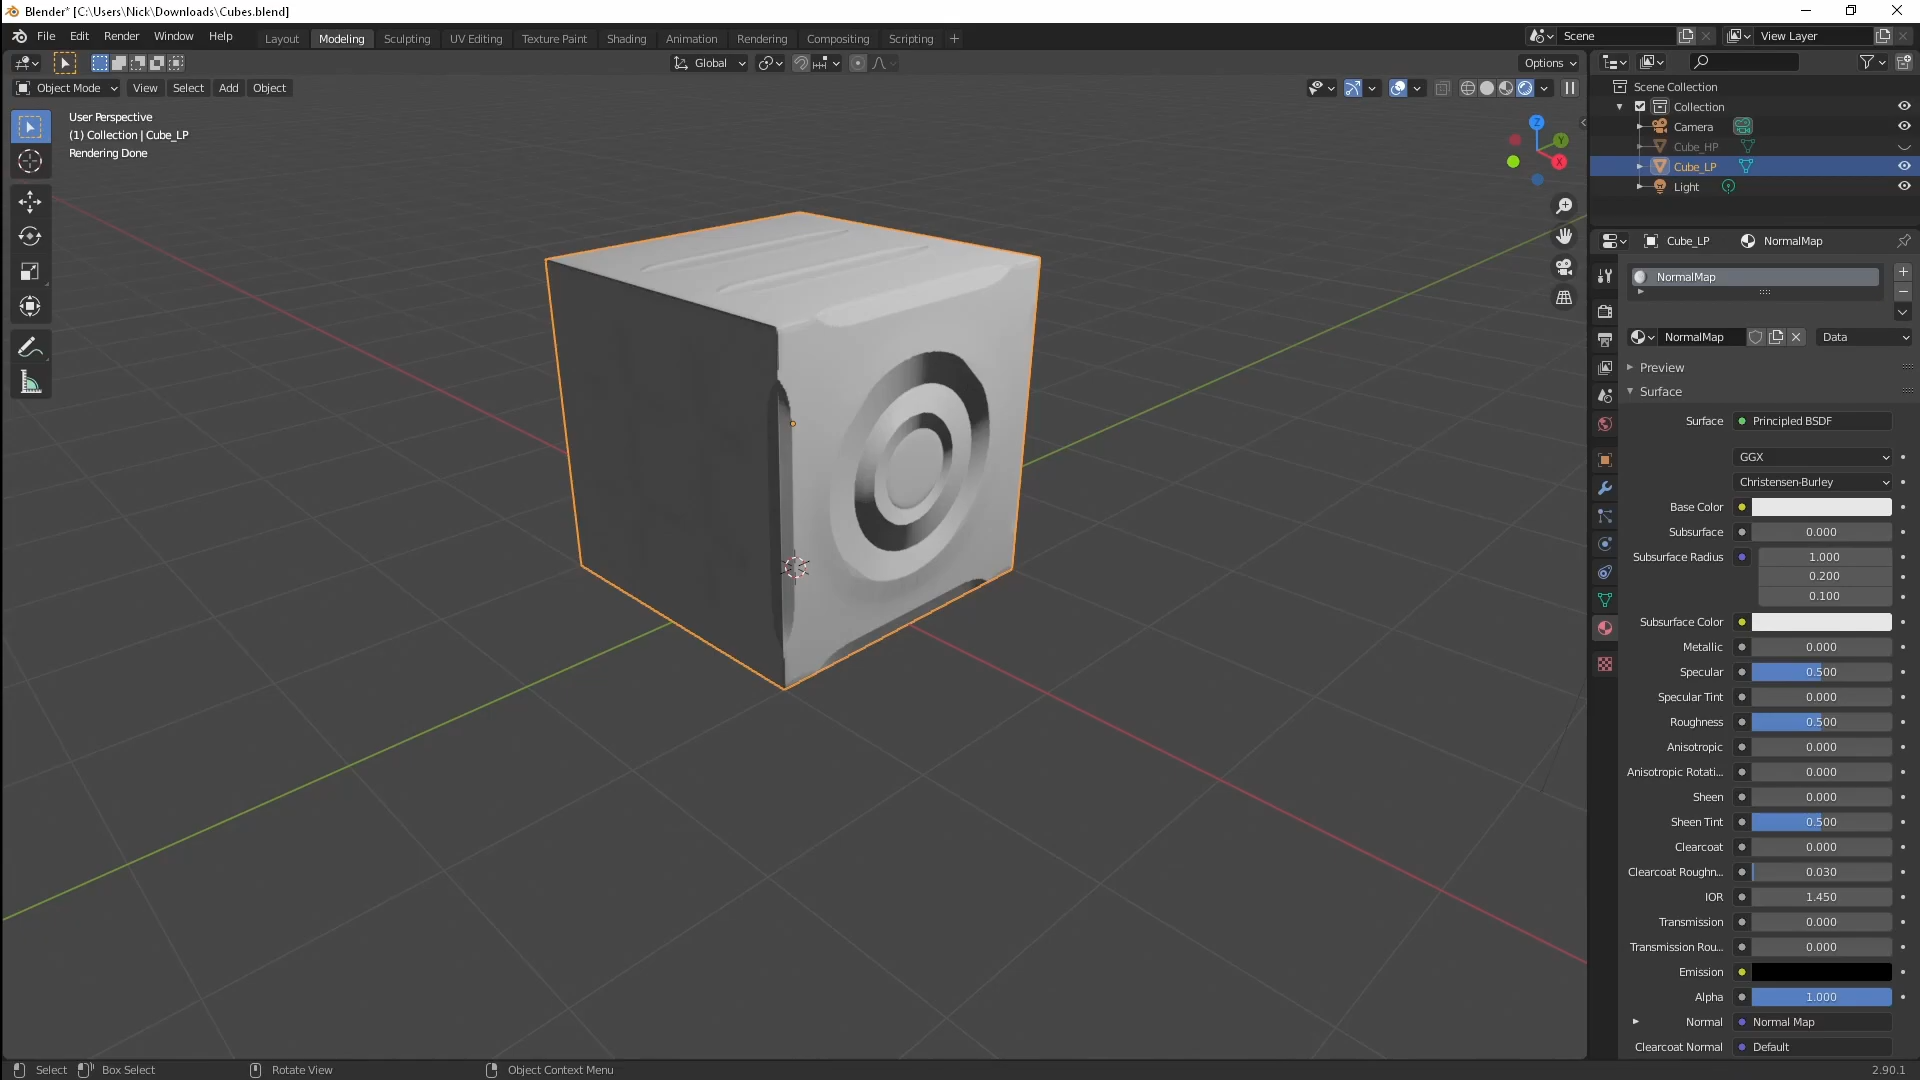 Blender* [C:\Users\Nick\Downloads\Cubes.blend]
File Edit Render Window Help Layout Modeling Sculpting UV Editing Texture Paint Shading Animation Rendering Compositing Scripting + Scene View Layer
Global Options
Object Mode View Select Add Object
User Perspective
(1) Collection | Cube_LP
Rendering Done
Z
Y
X
Scene Collection
Collection
Camera
Cube_HP
Cube_LP
Light
Cube_LP NormalMap
NormalMap
NormalMap Data
Preview
Surface
Surface Principled BSDF
GGX
Christensen-Burley
Base Color
Subsurface 0.000
Subsurface Radius 1.000
0.200
0.100
Subsurface Color
Metallic 0.000
Specular 0.500
Specular Tint 0.000
Roughness 0.500
Anisotropic 0.000
Anisotropic Rotati... 0.000
Sheen 0.000
Sheen Tint 0.500
Clearcoat 0.000
Clearcoat Roughn... 0.030
IOR 1.450
Transmission 0.000
Transmission Rou... 0.000
Emission
Alpha 1.000
Normal Normal Map
Clearcoat Normal Default
Select Box Select Rotate View Object Context Menu 2.90.1